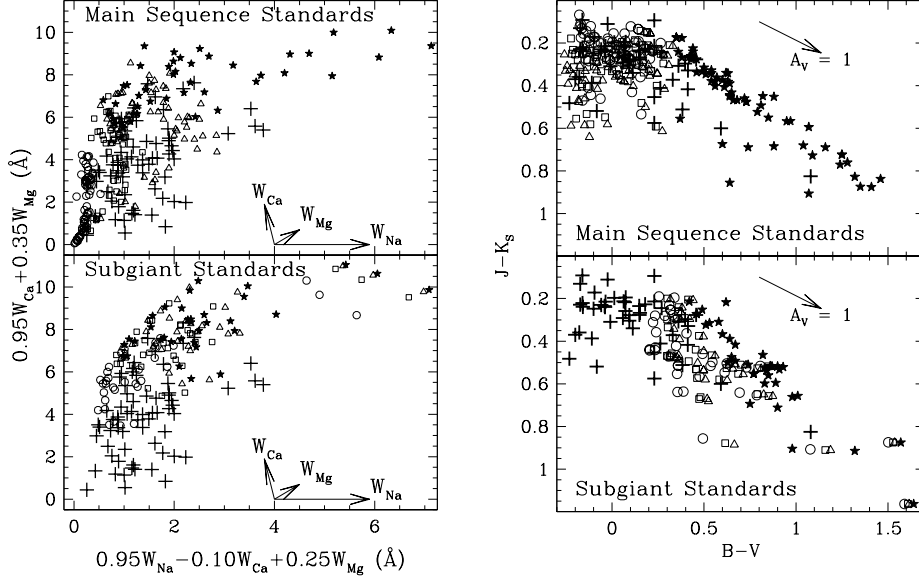 Main Sequence Standards
10
8
6
4
2
0
W_Ca
W_Mg
W_Na
Subgiant Standards
10
8
6
4
2
0
W_Ca
W_Mg
W_Na
0 2 4 6
0.95W_Na−0.10W_Ca+0.25W_Mg (Å)
0.95W_Ca+0.35W_Mg (Å)
0.2
0.4
0.6
0.8
1
A_V = 1
Main Sequence Standards
J−K_S
0.2
0.4
0.6
0.8
1
A_V = 1
Subgiant Standards
0 0.5 1 1.5
B−V